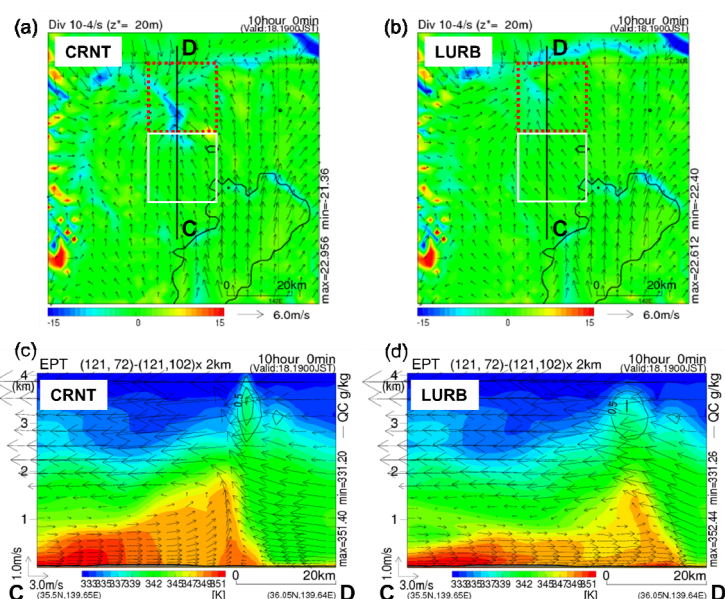 (a)
Div 10-4/s (z*= 20m)
10hour 0min
(Valid:18.1900JST)
CRNT
D
C
0
20km
max=22.956 min=-21.36
-15
0
15
6.0m/s
(b)
Div 10-4/s (z*= 20m)
10hour 0min
(Valid:18.1900JST)
LURB
D
C
0
20km
max=22.612 min=-22.40
-15
0
15
6.0m/s
(c)
EPT (121, 72)-(121,102)x 2km
10hour 0min
(Valid:18.1900JST)
4
(km)
CRNT
3
2
1
max=351.40 min=331.20 — QC g/kg
1.0m/s
3.0m/s
333335337339 342 345347349351
[K]
0
20km
C
(35.5N,139.65E)
(36.05N,139.64E)
D
(d)
EPT (121, 72)-(121,102)x 2km
10hour 0min
(Valid:18.1900JST)
4
(km)
LURB
0.5
3
2
1
max=352.44 min=331.26 — QC g/kg
1.0m/s
3.0m/s
333335337339 342 345347349351
[K]
0
20km
C
(35.5N,139.65E)
(36.05N,139.64E)
D